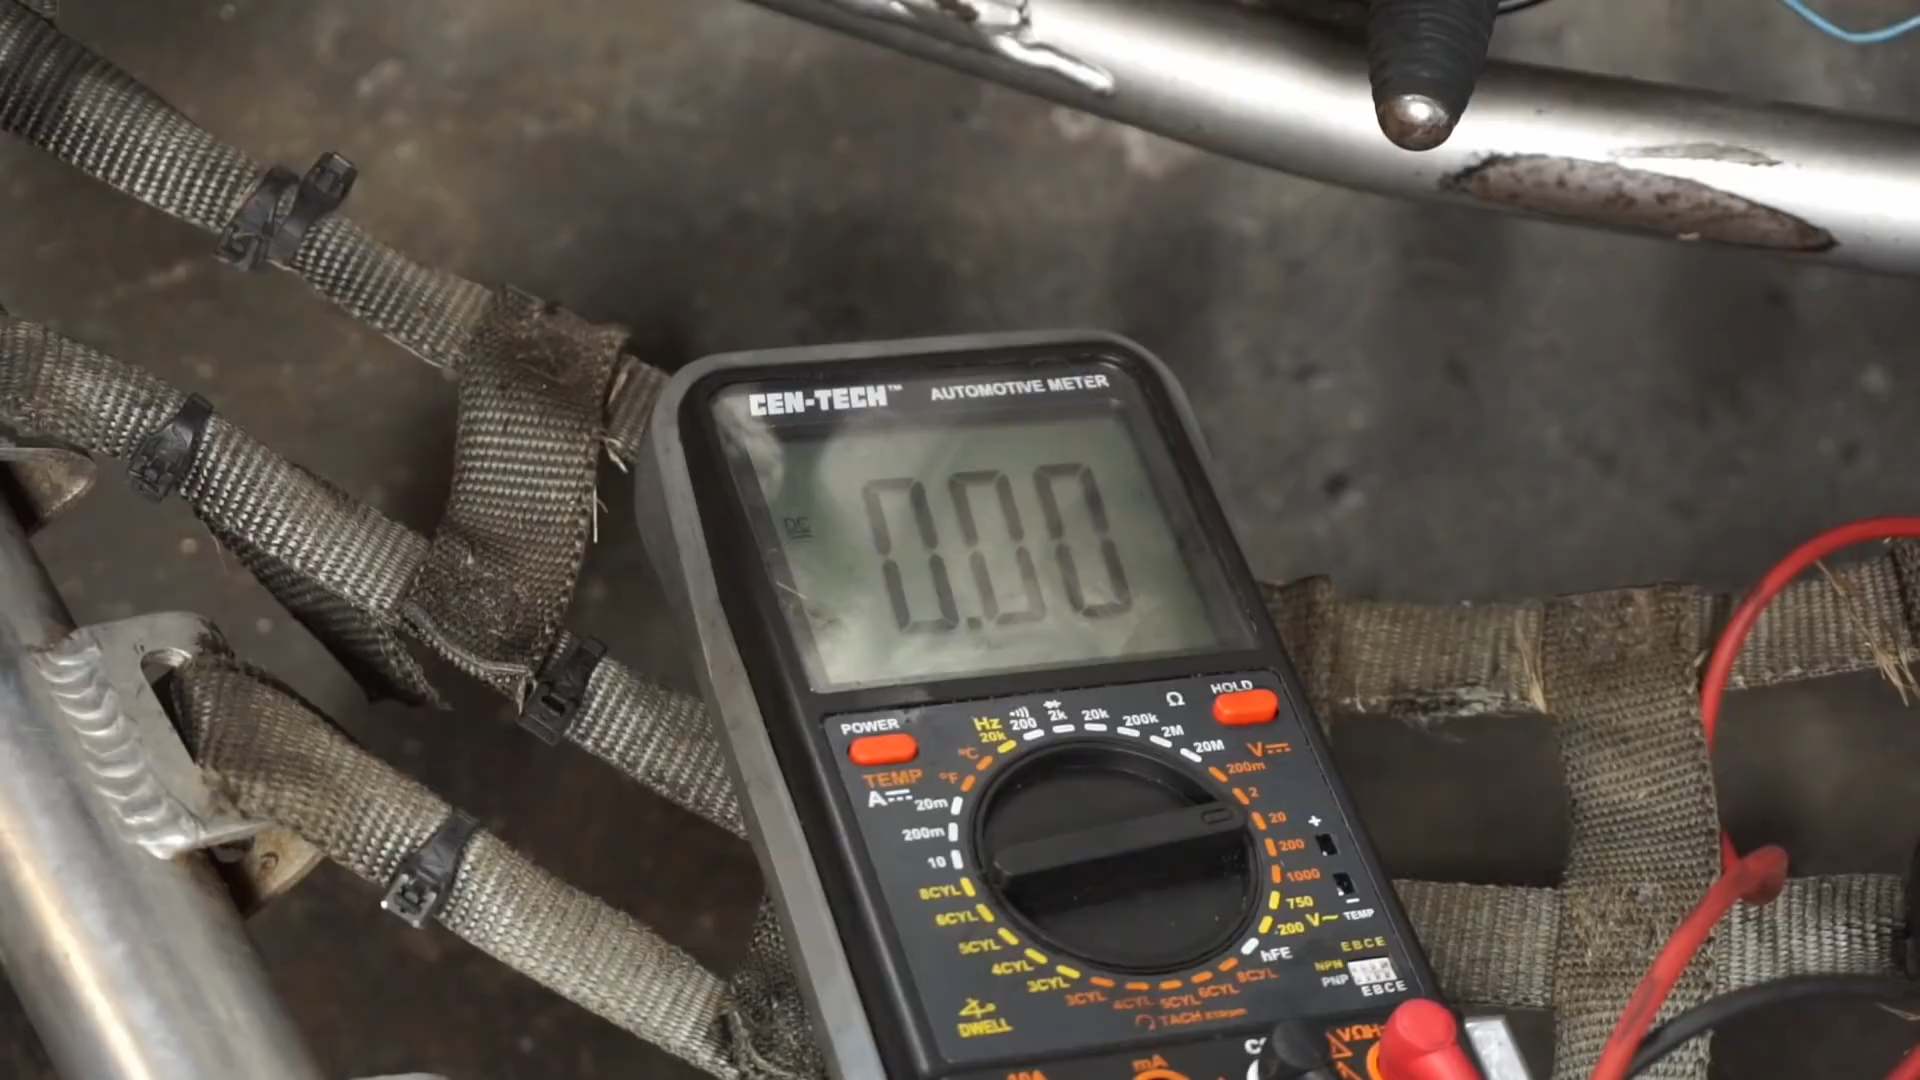 CEN-TECH™ AUTOMOTIVE METER
DC
0.00
POWER
HOLD
Hz
20k
200
2k
20k
200k
2M
20M
Ω
TEMP
°C
°F
V
200m
2
20
200
1000
750
200
V~
A
20m
200m
10
8CYL
6CYL
5CYL
4CYL
3CYL
DWELL
3CYL
4CYL
5CYL
6CYL
8CYL
TACH
hFE
+
−
TEMP
EBCE
NPN
PNP
EBCE
10A
mA